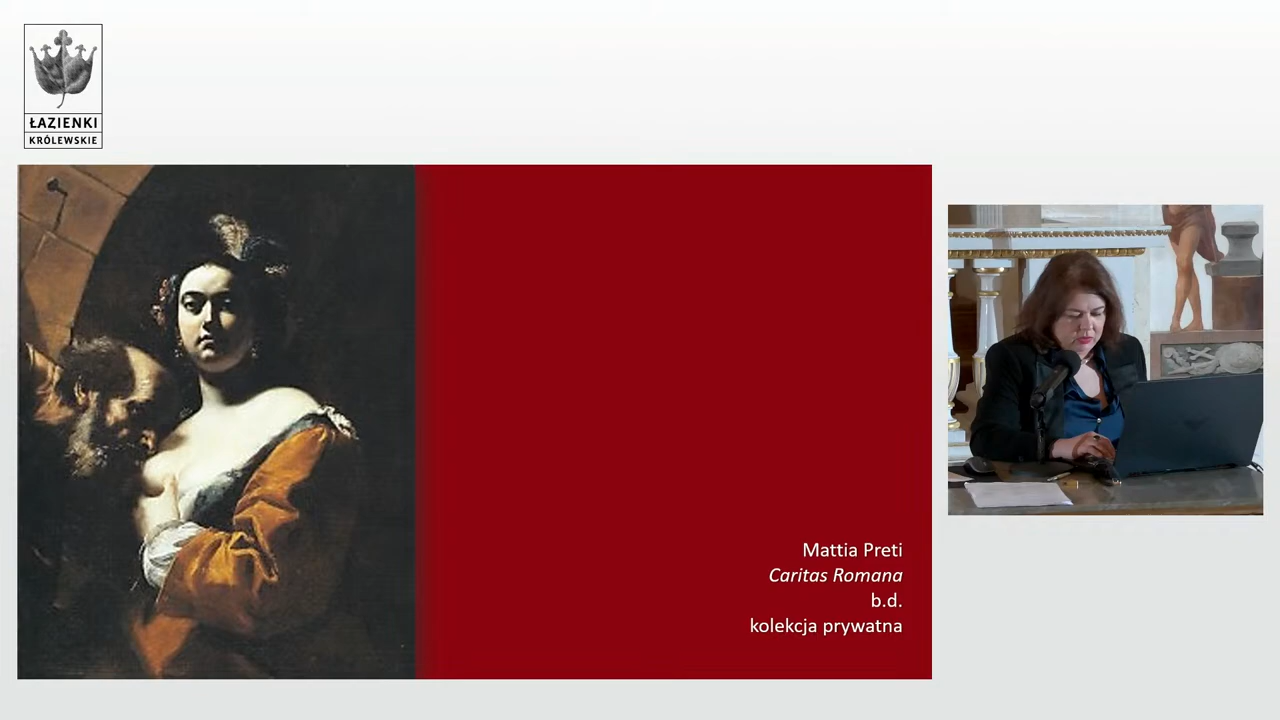 ŁAZIENKI
KRÓLEWSKIE
Mattia Preti
Caritas Romana
b.d.
kolekcja prywatna